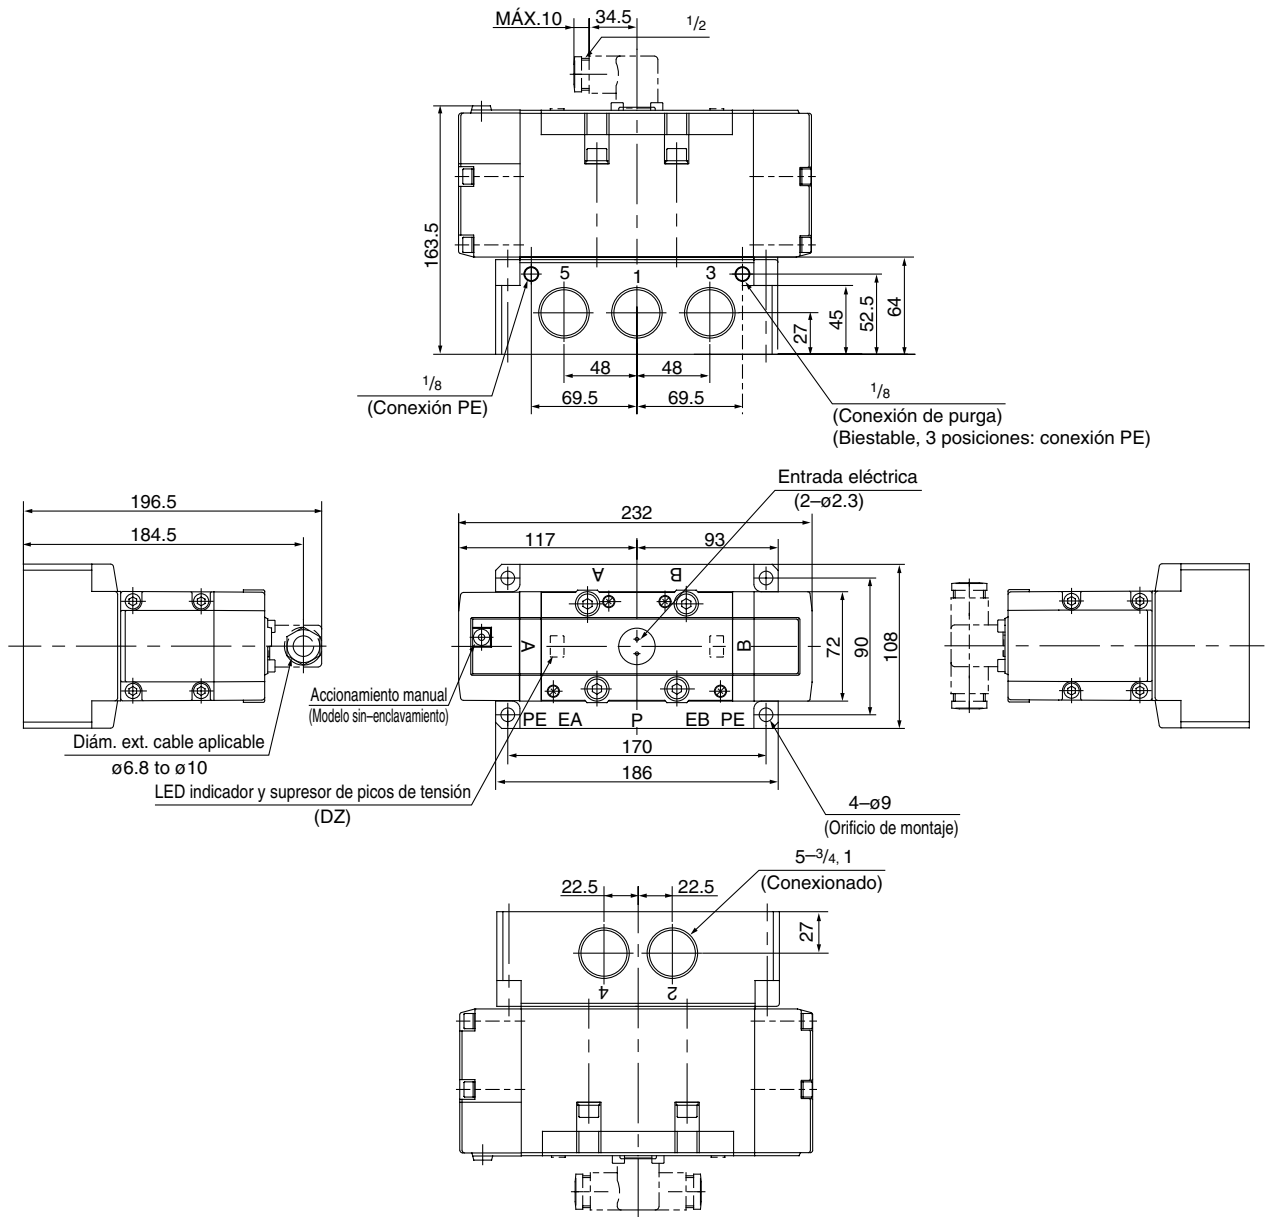 MÁX.10 34.5 1/2
163.5
5 1 3
27 45 52.5 64
48 48
1/8
(Conexión PE)
69.5 69.5
1/8
(Conexión de purga)
(Biestable, 3 posiciones: conexión PE)
Entrada eléctrica
(2–ø2.3)
196.5
184.5
232
117 93
A B
A B
72 90 108
Accionamiento manual
(Modelo sin–enclavamiento)
PE EA P EB PE
Diám. ext. cable aplicable
ø6.8 to ø10
170
186
LED indicador y supresor de picos de tensión
(DZ)
4–ø9
(Orificio de montaje)
5–3/4, 1
(Conexionado)
22.5 22.5
27
4 2